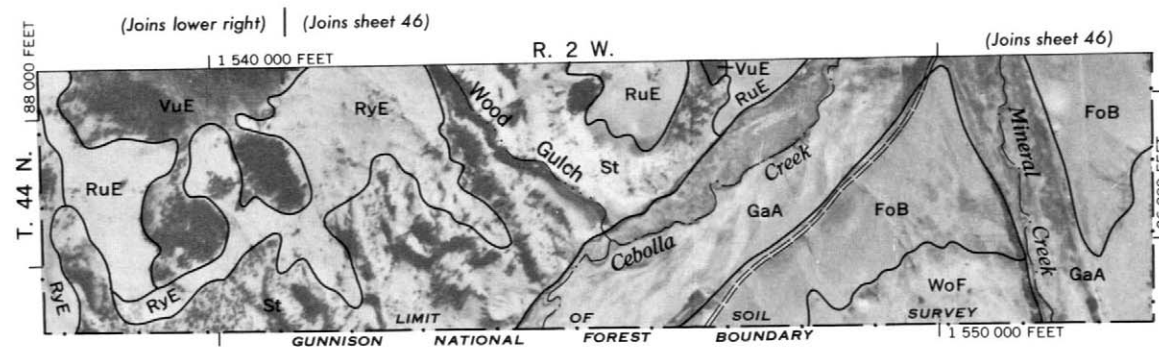 (Joins lower right)
(Joins sheet 46)
R. 2 W.
(Joins sheet 46)
1 540 000 FEET
88 000 FEET
T. 44 N.
VuE
RyE
Wood Gulch
RuE
VuE
RuE
Mineral Creek
FoB
RuE
St
Cebolla Creek
GaA
FoB
GaA
RyE
RyE
St
WoF
LIMIT OF SOIL SURVEY
GUNNISON NATIONAL FOREST BOUNDARY
1 550 000 FEET